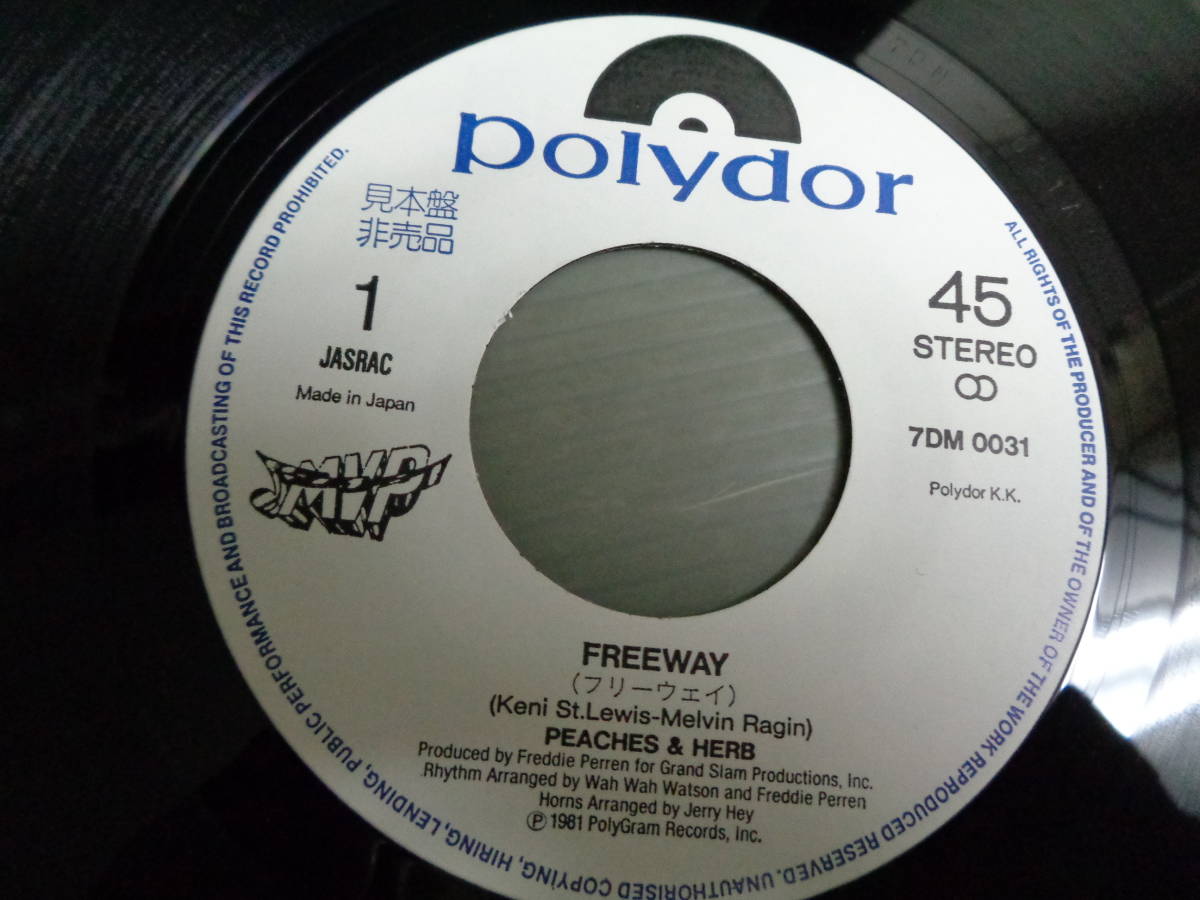 polydor
見本盤
非売品
1
JASRAC
Made in Japan
MVP
45
STEREO
7DM 0031
Polydor K.K.
FREEWAY
(フリーウェイ)
(Keni St.Lewis-Melvin Ragin)
PEACHES & HERB
Produced by Freddie Perren for Grand Slam Productions, Inc.
Rhythm Arranged by Wah Wah Watson and Freddie Perren
Horns Arranged by Jerry Hey
Ⓟ 1981 PolyGram Records, Inc.
ALL RIGHTS OF THE PRODUCER AND OF THE OWNER OF THE WORK REPRODUCED RESERVED. UNAUTHORISED COPYING, HIRING, LENDING, PUBLIC PERFORMANCE AND BROADCASTING OF THIS RECORD PROHIBITED.